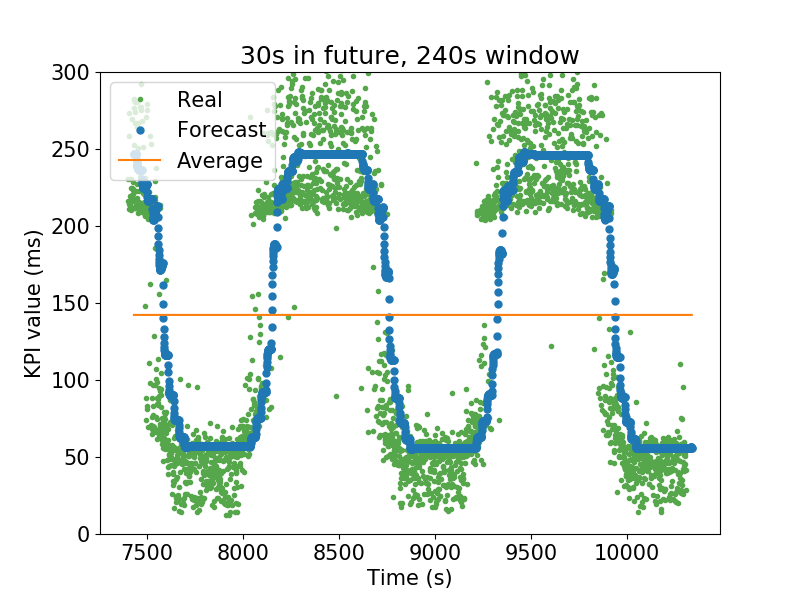 30s in future, 240s window
Real
Forecast
Average
KPI value (ms)
300
250
200
150
100
50
0
7500 8000 8500 9000 9500 10000
Time (s)